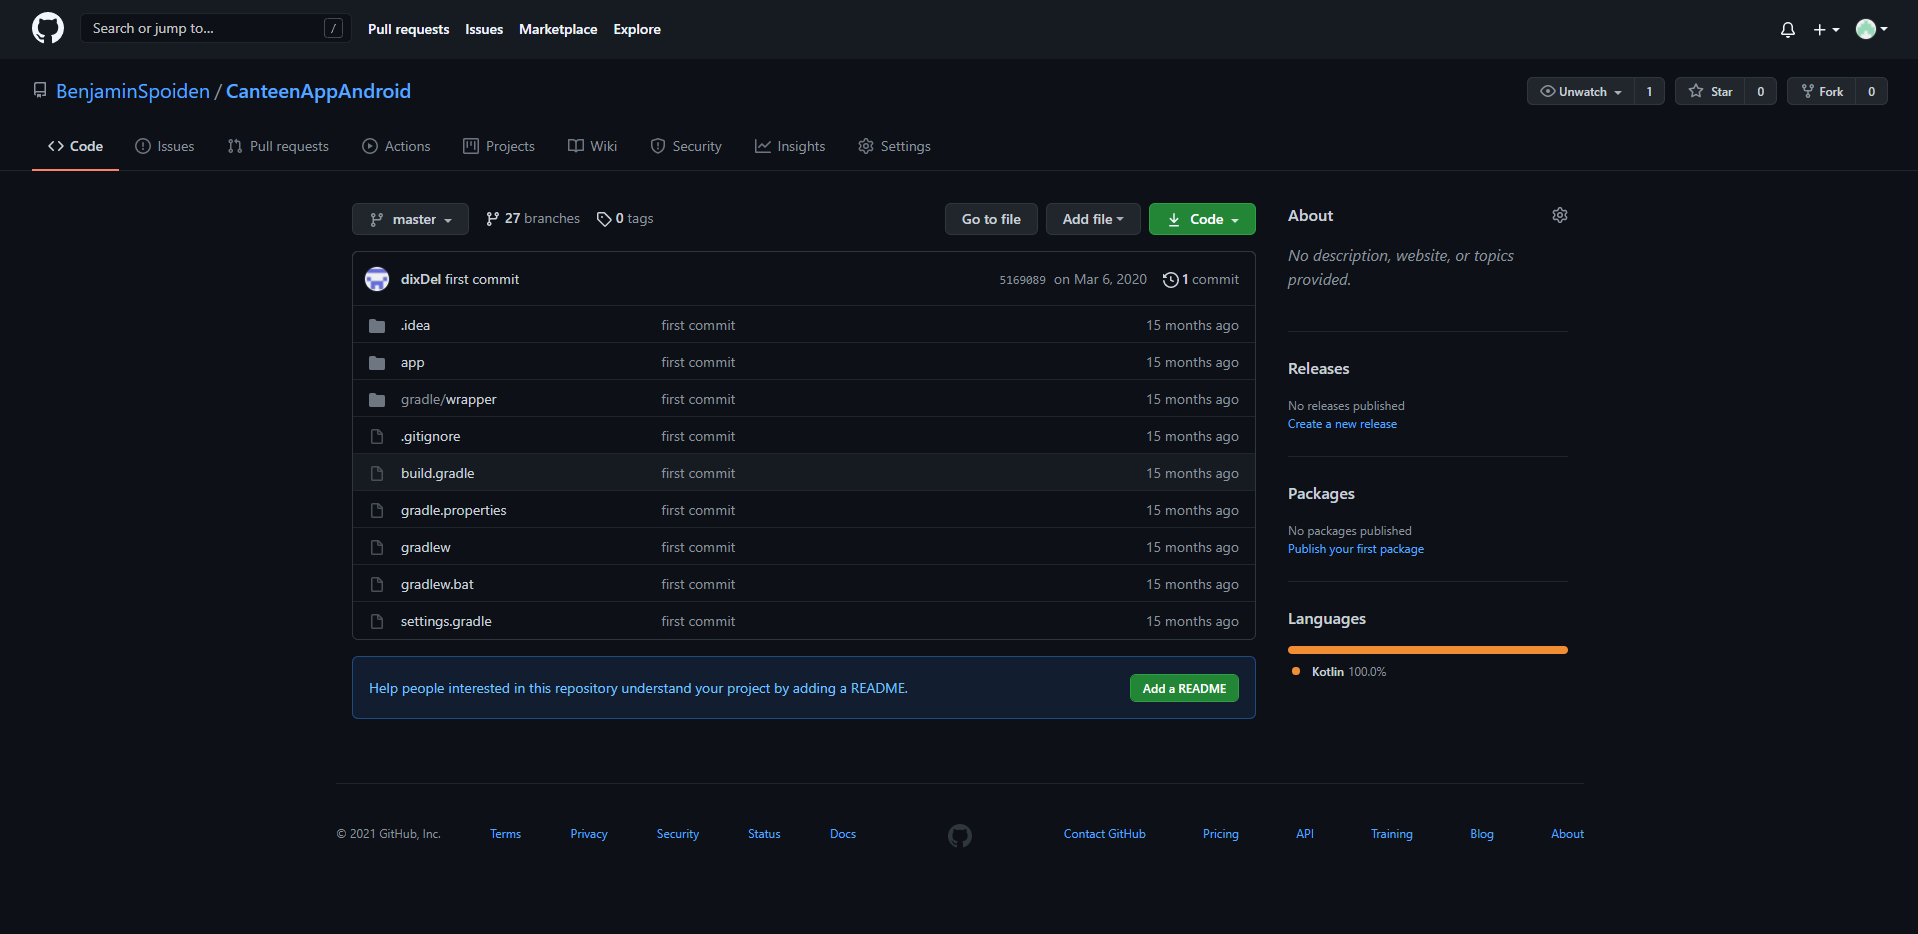 Search or jump to... /
Pull requests Issues Marketplace Explore
BenjaminSpoiden / CanteenAppAndroid
Unwatch 1 Star 0 Fork 0
Code Issues Pull requests Actions Projects Wiki Security Insights Settings
master 27 branches 0 tags
Go to file Add file Code
dixDel first commit 5169089 on Mar 6, 2020 1 commit
.idea first commit 15 months ago
app first commit 15 months ago
gradle/wrapper first commit 15 months ago
.gitignore first commit 15 months ago
build.gradle first commit 15 months ago
gradle.properties first commit 15 months ago
gradlew first commit 15 months ago
gradlew.bat first commit 15 months ago
settings.gradle first commit 15 months ago
Help people interested in this repository understand your project by adding a README. Add a README
About
No description, website, or topics
provided.
Releases
No releases published
Create a new release
Packages
No packages published
Publish your first package
Languages
Kotlin 100.0%
© 2021 GitHub, Inc. Terms Privacy Security Status Docs Contact GitHub Pricing API Training Blog About